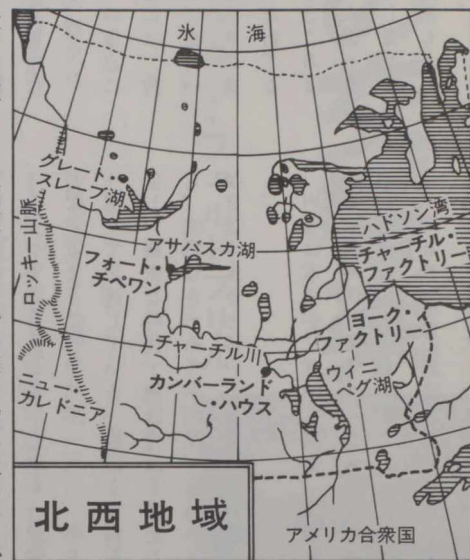 氷　海
グレート・
スレーブ湖
ロッキー山脈
ハドソン湾
アサバスカ湖
チャーチル・
ファクトリー
フォート・
チペワン
ヨーク・
ファクトリー
チャーチル川
ウィニ
ペグ湖
カンバーランド
・ハウス
ニュー・
カレドニア
北西地域
アメリカ合衆国